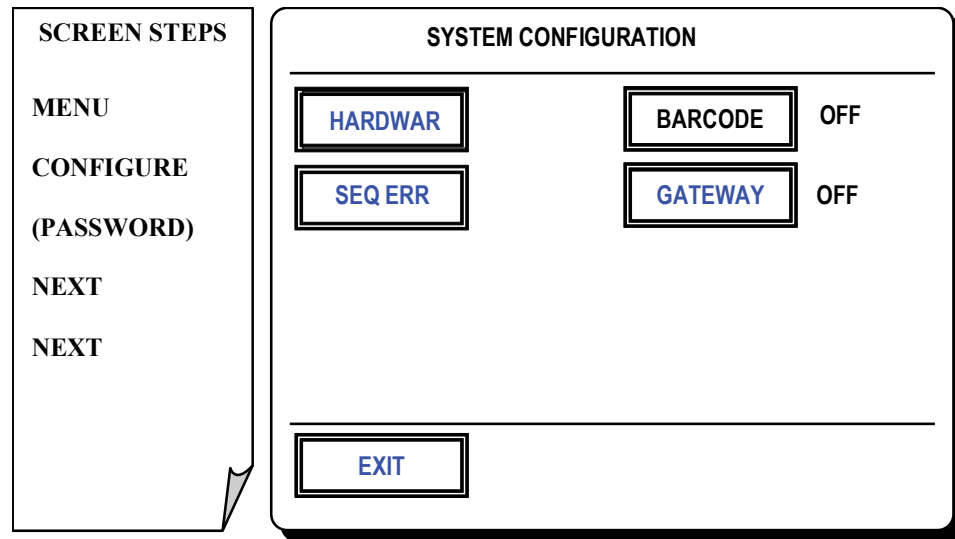 SCREEN STEPS
MENU
CONFIGURE
(PASSWORD)
NEXT
NEXT
SYSTEM CONFIGURATION
HARDWAR
BARCODE OFF
SEQ ERR
GATEWAY OFF
EXIT